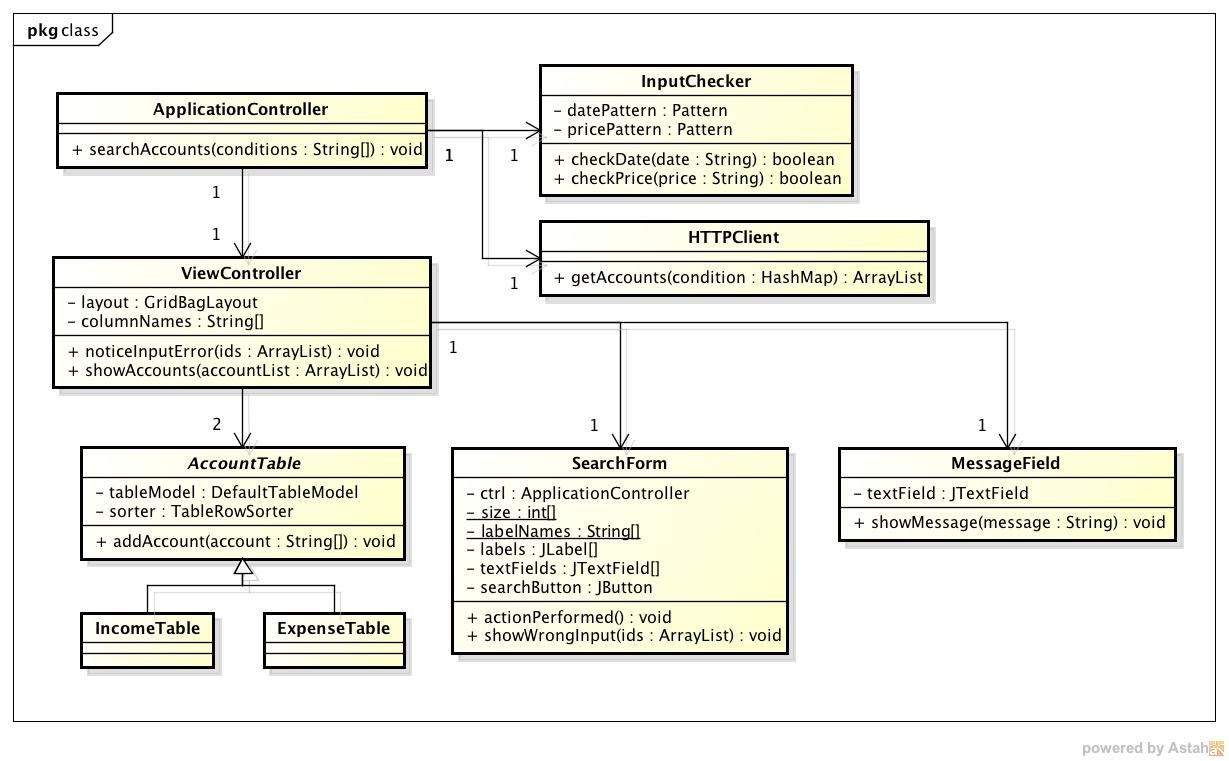 pkg class
ApplicationController
+ searchAccounts(conditions : String[]) : void
InputChecker
– datePattern : Pattern
– pricePattern : Pattern
+ checkDate(date : String) : boolean
+ checkPrice(price : String) : boolean
1
1
1
1
HTTPClient
+ getAccounts(condition : HashMap) : ArrayList
1
ViewController
– layout : GridBagLayout
– columnNames : String[]
+ noticeInputError(ids : ArrayList) : void
+ showAccounts(accountList : ArrayList) : void
1
2
1
1
AccountTable
– tableModel : DefaultTableModel
– sorter : TableRowSorter
+ addAccount(account : String[]) : void
SearchForm
– ctrl : ApplicationController
– size : int[]
– labelNames : String[]
– labels : JLabel[]
– textFields : JTextField[]
– searchButton : JButton
+ actionPerformed() : void
+ showWrongInput(ids : ArrayList) : void
MessageField
– textField : JTextField
+ showMessage(message : String) : void
IncomeTable
ExpenseTable
powered by Astah